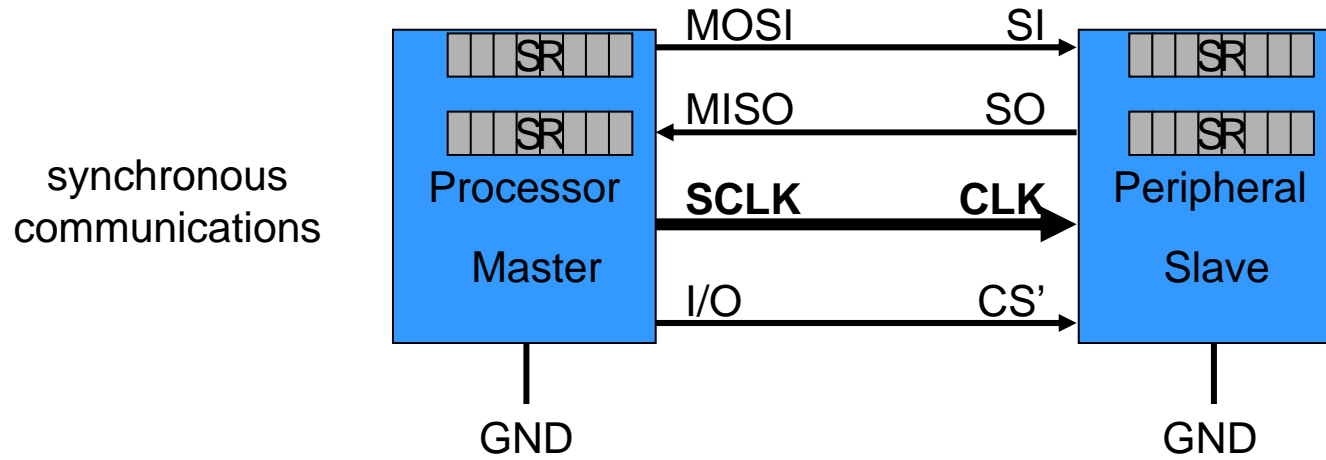 MOSI SI
SR SR
MISO SO
SR SR
synchronous
communications
Processor SCLK CLK Peripheral
Master Slave
I/O CS’
GND GND